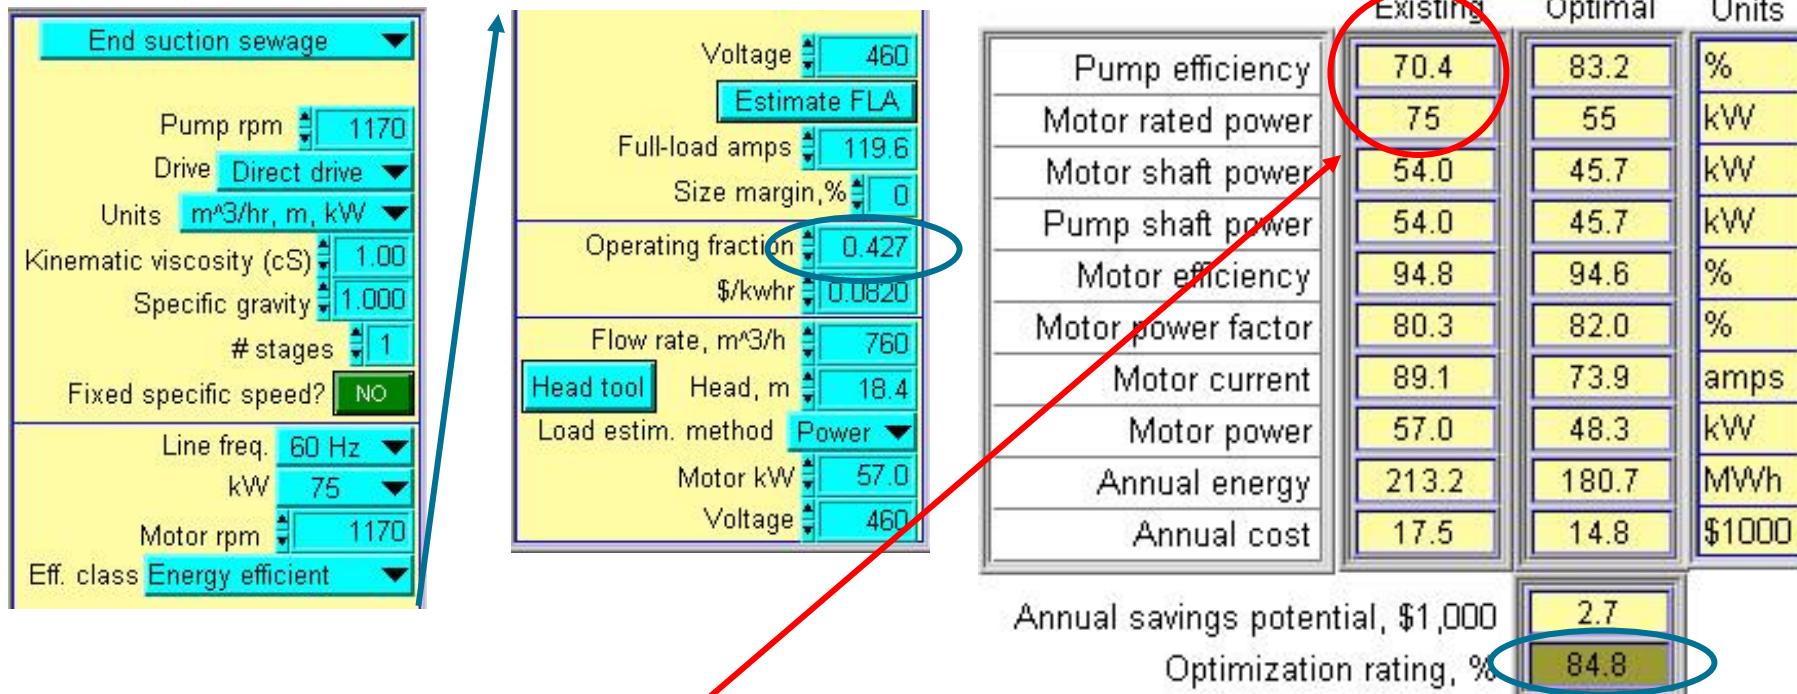 End suction sewage
Pump rpm 1170
Drive Direct drive
Units m^3/hr, m, kW
Kinematic viscosity (cS) 1.00
Specific gravity 1.000
# stages 1
Fixed specific speed? NO
Line freq. 60 Hz
kW 75
Motor rpm 1170
Eff. class Energy efficient
Voltage 460
Estimate FLA
Full-load amps 119.6
Size margin,% 0
Operating fraction 0.427
$/kwhr 0.0820
Flow rate, m^3/h 760
Head tool Head, m 18.4
Load estim. method Power
Motor kW 57.0
Voltage 460
Existing Optimal Units
Pump efficiency 70.4 83.2 %
Motor rated power 75 55 kW
Motor shaft power 54.0 45.7 kW
Pump shaft power 54.0 45.7 kW
Motor efficiency 94.8 94.6 %
Motor power factor 80.3 82.0 %
Motor current 89.1 73.9 amps
Motor power 57.0 48.3 kW
Annual energy 213.2 180.7 MWh
Annual cost 17.5 14.8 $1000
Annual savings potential, $1,000 2.7
Optimization rating, % 84.8